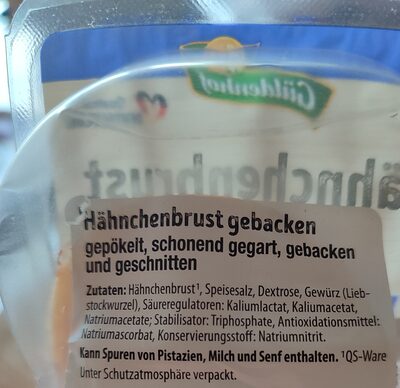 Güldenhof
Hähnchenbrust
Hähnchenbrust gebacken
gepökelt, schonend gegart, gebacken
und geschnitten
Zutaten: Hähnchenbrust¹, Speisesalz, Dextrose, Gewürz (Lieb-
stockwurzel), Säureregulatoren: Kaliumlactat, Kaliumacetat,
Natriumacetate; Stabilisator: Triphosphate, Antioxidationsmittel:
Natriumascorbat, Konservierungsstoff: Natriumnitrit.
Kann Spuren von Pistazien, Milch und Senf enthalten. ¹QS-Ware
Unter Schutzatmosphäre verpackt.